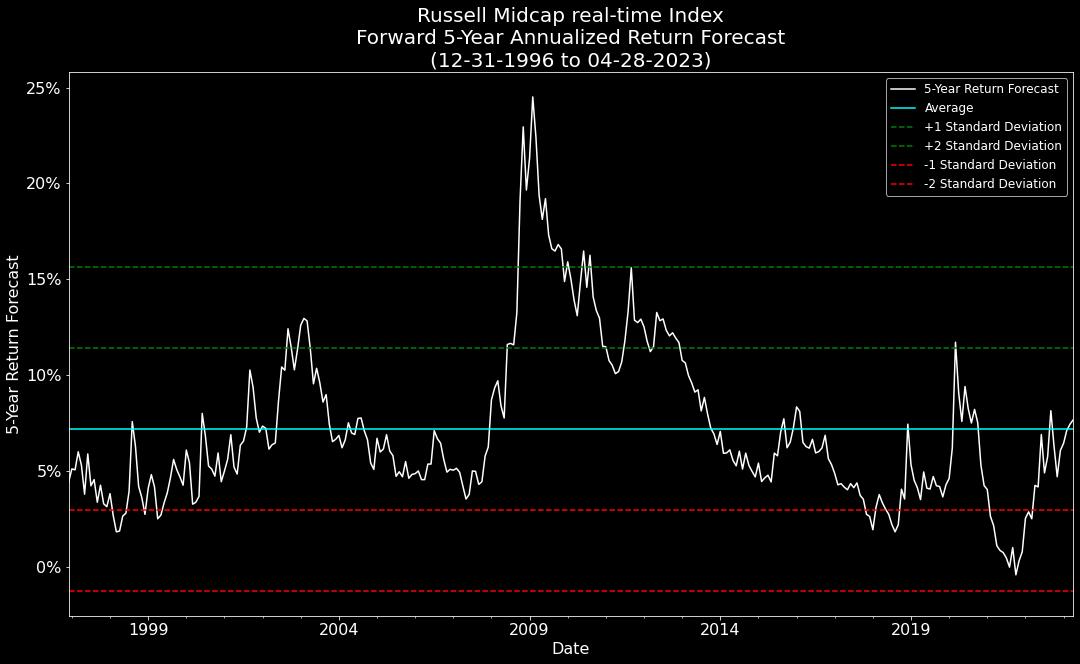 Russell Midcap real-time Index
Forward 5-Year Annualized Return Forecast
(12-31-1996 to 04-28-2023)
25%
20%
15%
10%
5%
0%
5-Year Return Forecast
5-Year Return Forecast
Average
+1 Standard Deviation
+2 Standard Deviation
-1 Standard Deviation
-2 Standard Deviation
1999 2004 2009 2014 2019
Date